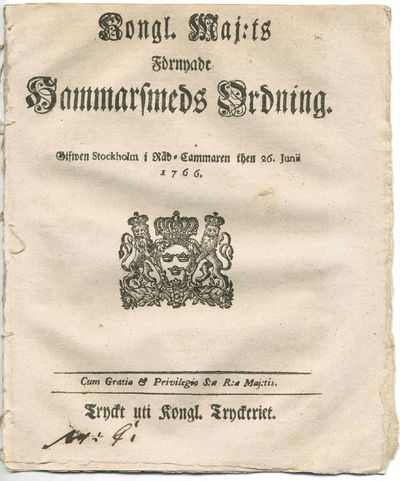 Kongl. Maj:ts
Förnyade
Hammarsmeds Ordning.
Gifwen Stockholm i Råd-Cammaren then 26. Junii
1766.
Cum Gratia & Privilegio S:æ R:æ Maj:tis.
Tryckt uti Kongl. Tryckeriet.